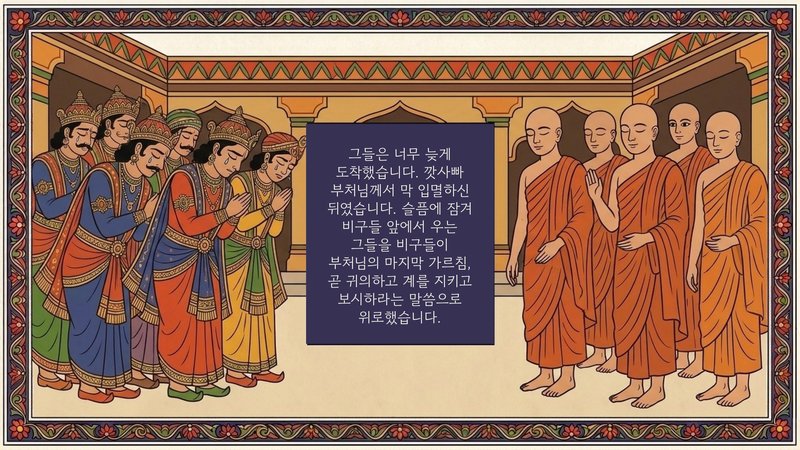 그들은 너무 늦게
도착했습니다. 깟사빠
부처님께서 막 입멸하신
뒤였습니다. 슬픔에 잠겨
비구들 앞에서 우는
그들을 비구들이
부처님의 마지막 가르침,
곧 귀의하고 계를 지키고
보시하라는 말씀으로
위로했습니다.